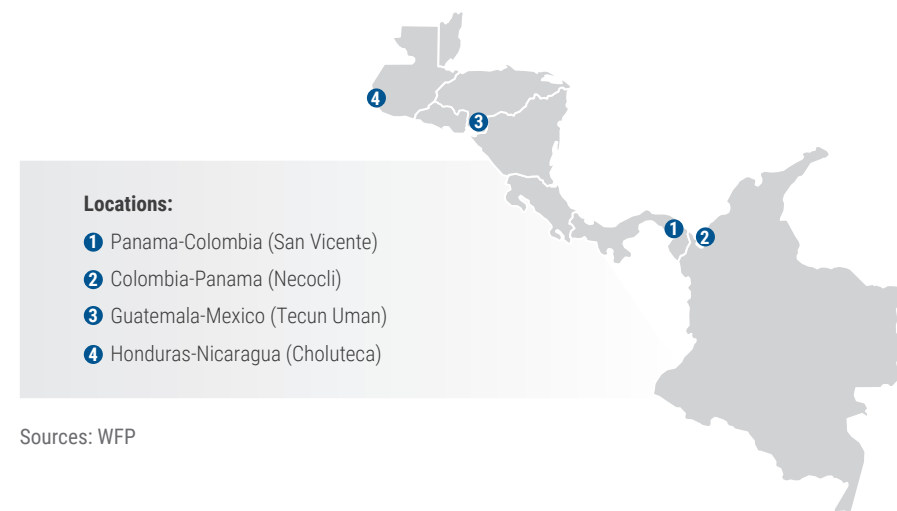 4
3
1
2
Locations:
1 Panama-Colombia (San Vicente)
2 Colombia-Panama (Necocli)
3 Guatemala-Mexico (Tecun Uman)
4 Honduras-Nicaragua (Choluteca)
Sources: WFP